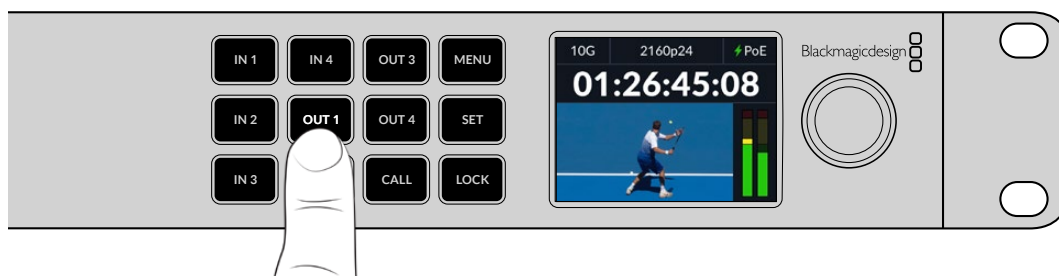 IN 1 IN 4 OUT 3 MENU
IN 2 OUT 1 OUT 4 SET
IN 3 CALL LOCK
10G 2160p24 PoE
01:26:45:08
Blackmagicdesign